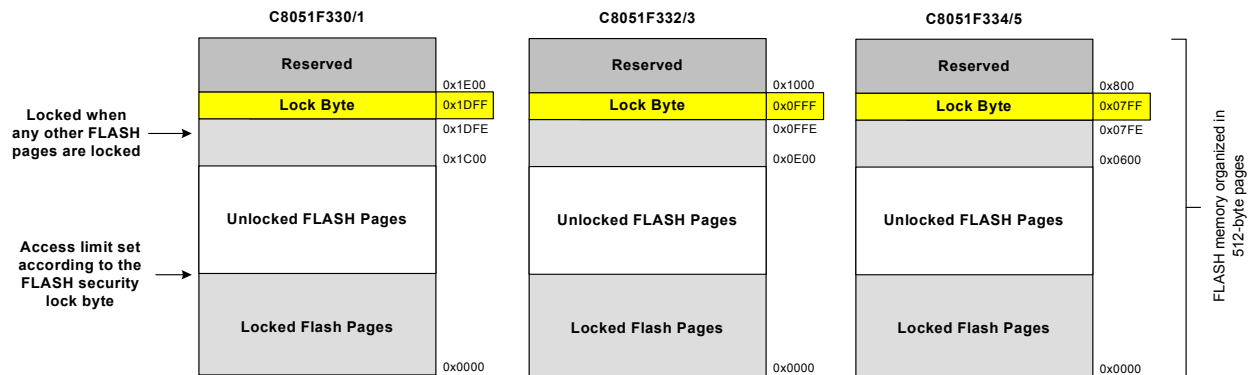 C8051F330/1
C8051F332/3
C8051F334/5
Locked when
any other FLASH
pages are locked
Access limit set
according to the
FLASH security
lock byte
Reserved
0x1E00
Lock Byte
0x1DFF
0x1DFE
0x1C00
Unlocked FLASH Pages
Locked Flash Pages
0x0000
Reserved
0x1000
Lock Byte
0x0FFF
0x0FFE
0x0E00
Unlocked FLASH Pages
Locked Flash Pages
0x0000
Reserved
0x800
Lock Byte
0x07FF
0x07FE
0x0600
Unlocked FLASH Pages
Locked Flash Pages
0x0000
FLASH memory organized in
512-byte pages